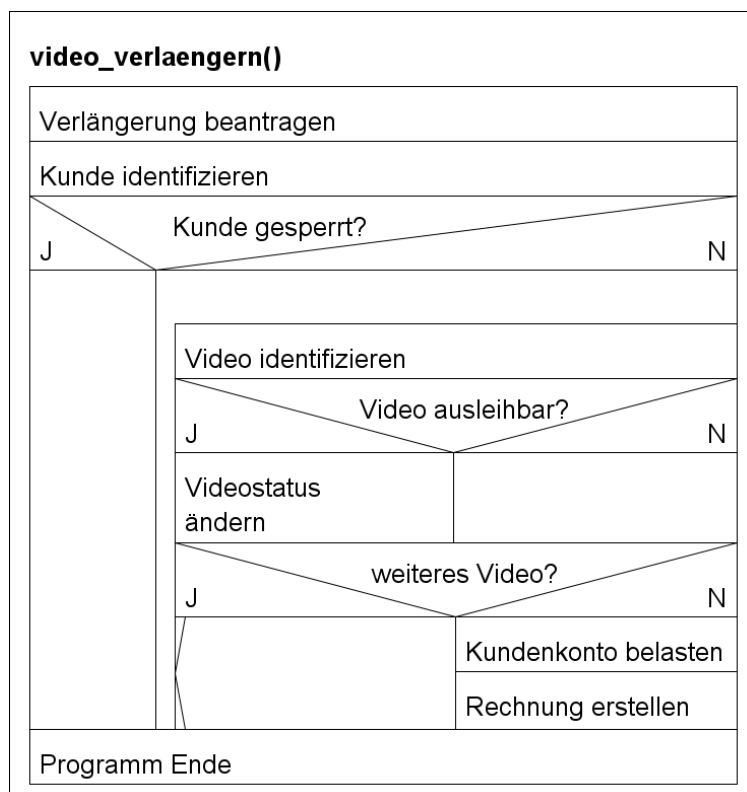 video_verlaengern()
Verlängerung beantragen
Kunde identifizieren
Kunde gesperrt?
J
N
Video identifizieren
Video ausleihbar?
J
N
Videostatus
ändern
weiteres Video?
J
N
Kundenkonto belasten
Rechnung erstellen
Programm Ende